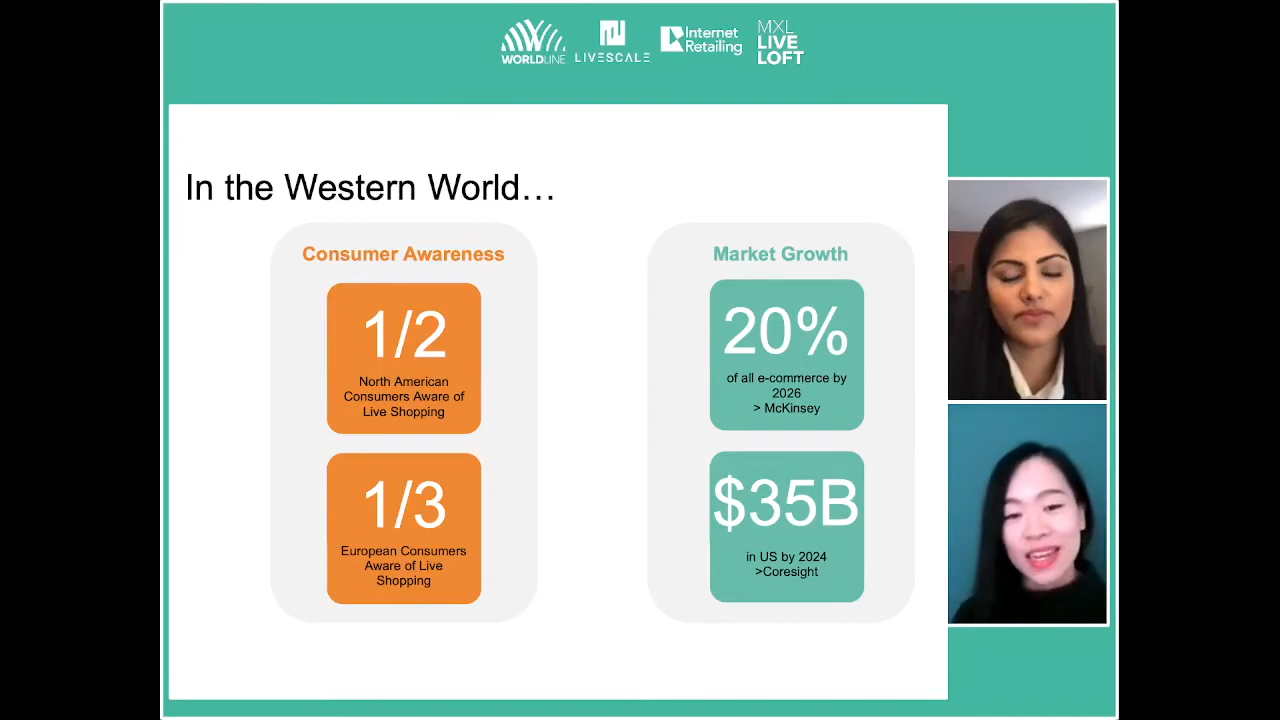 WORLDLINE
LIVESCALE
Internet
Retailing
MXL
LIVE
LOFT
In the Western World…
Consumer Awareness
1/2
North American
Consumers Aware of
Live Shopping
1/3
European Consumers
Aware of Live
Shopping
Market Growth
20%
of all e-commerce by
2026
> McKinsey
$35B
in US by 2024
>Coresight